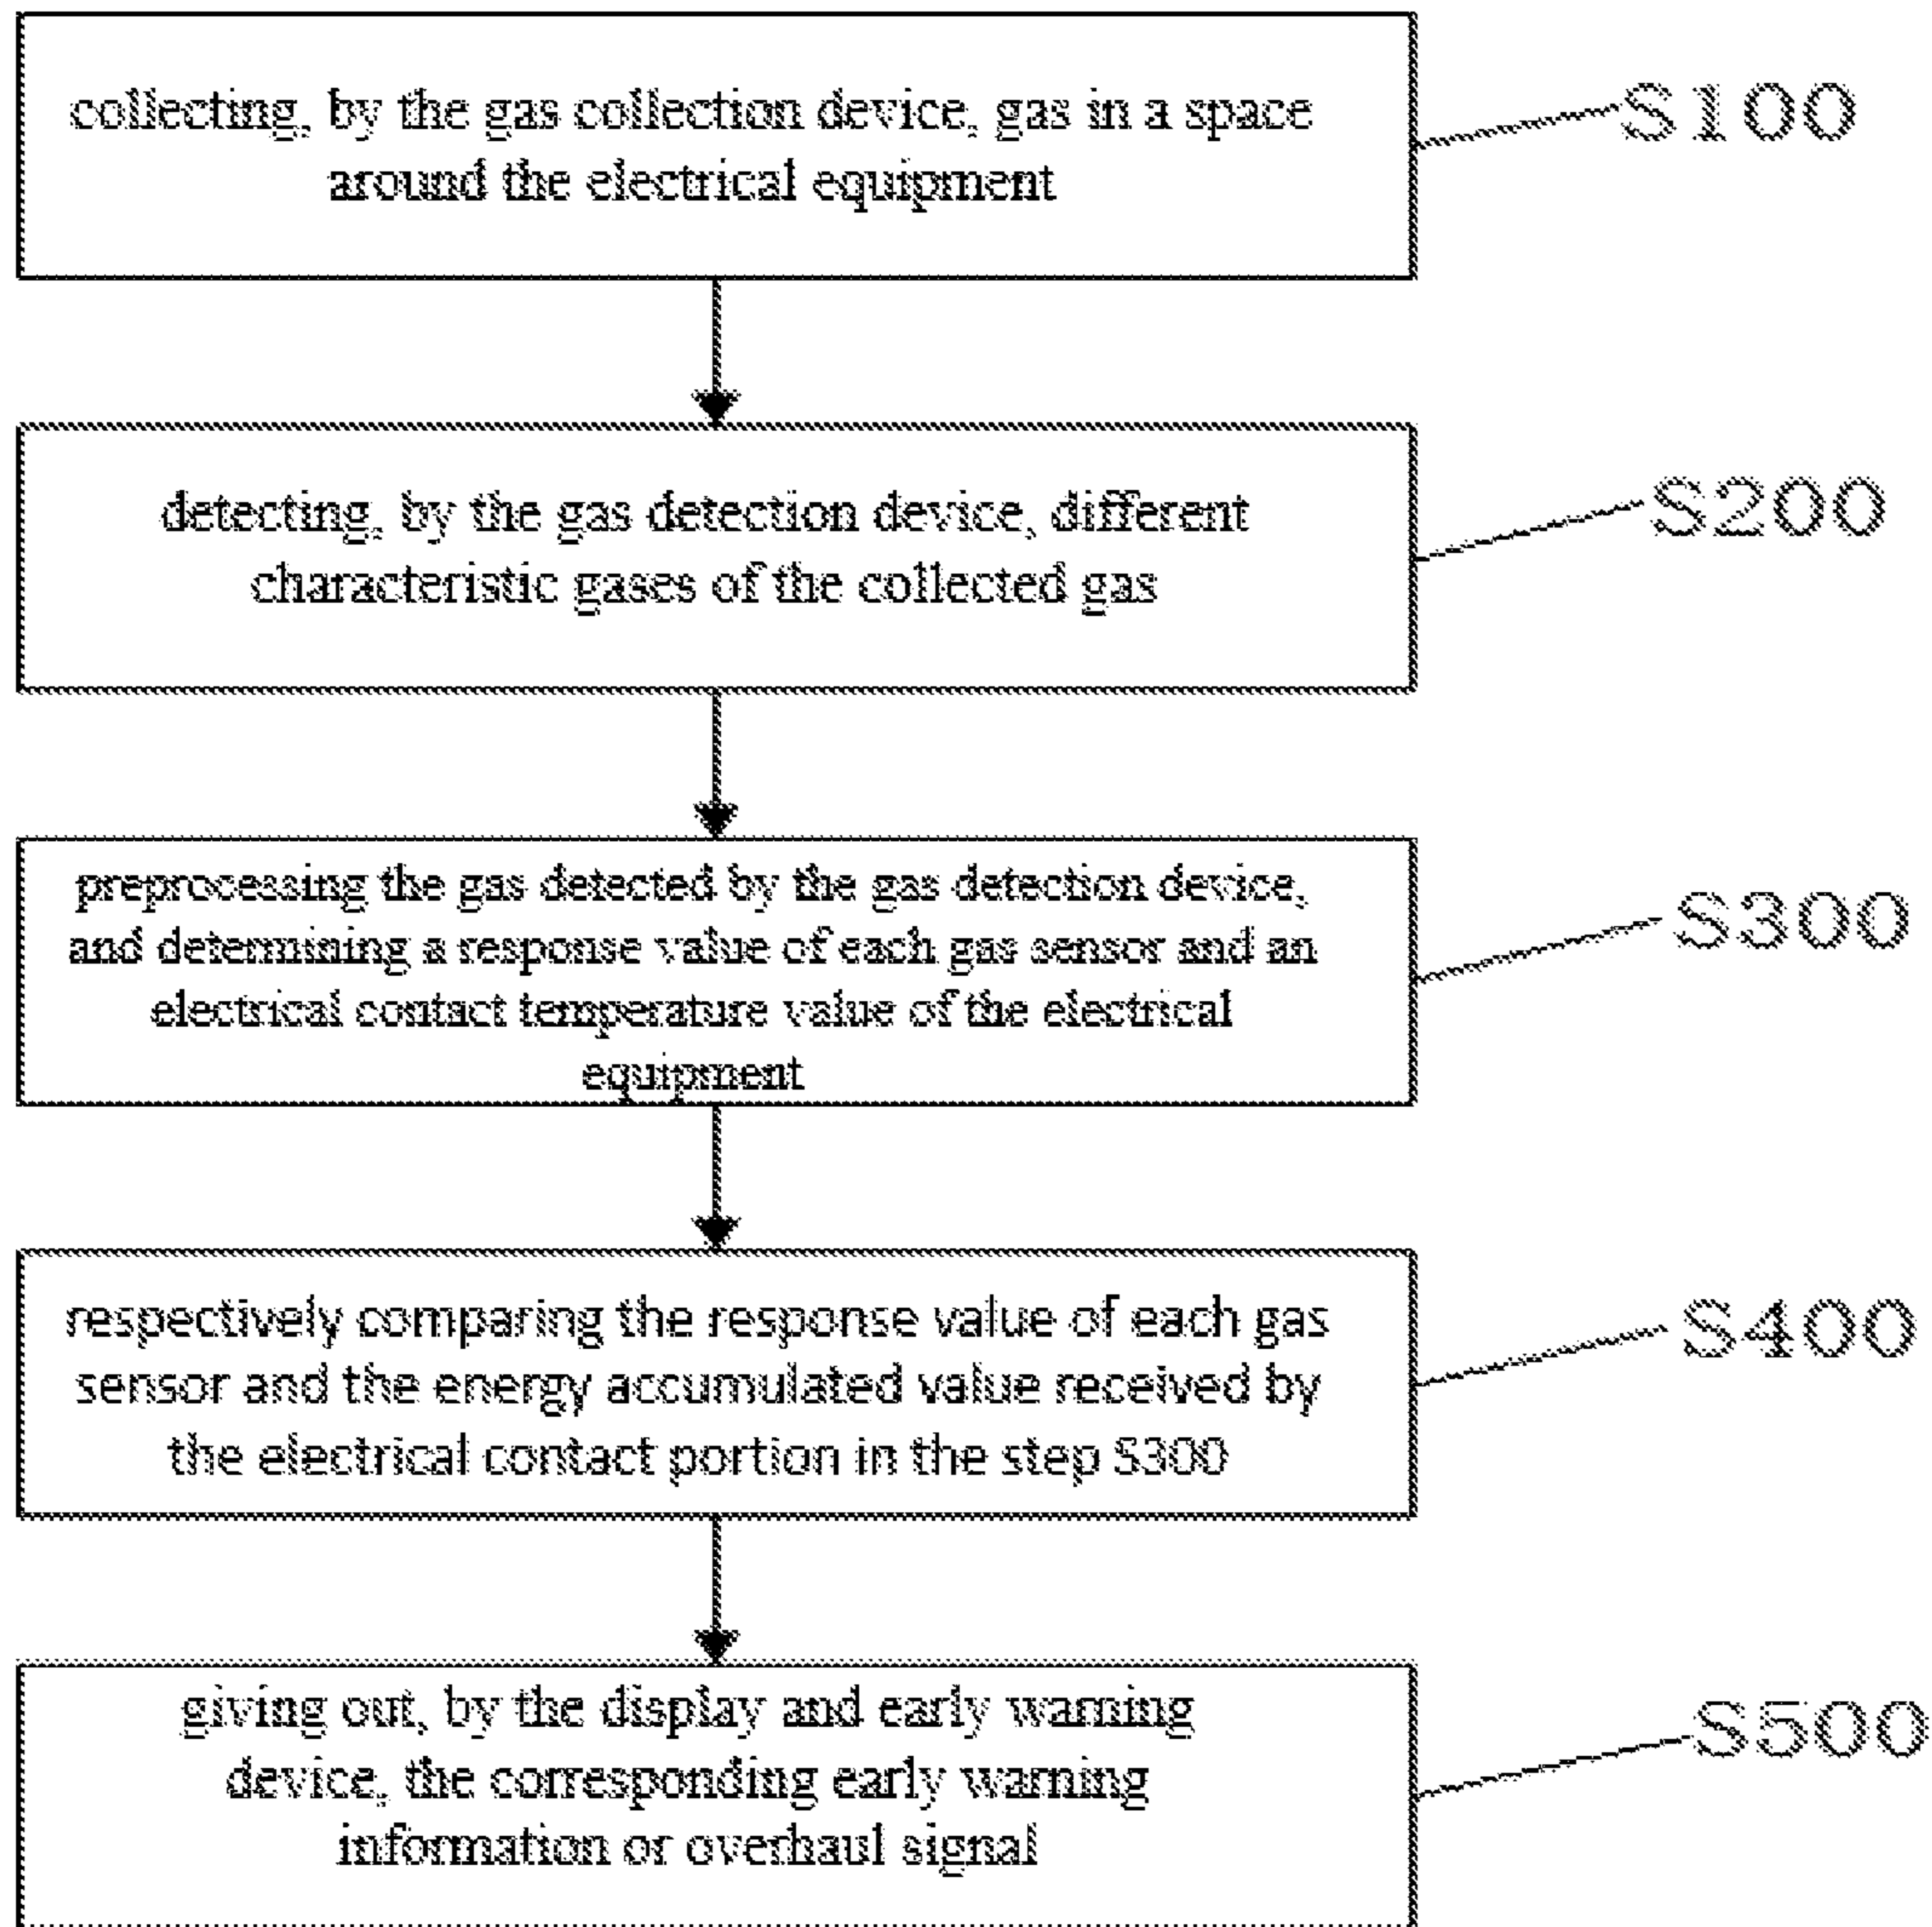 collecting, by the gas collection device, gas in a space
around the electrical equipment
S100
detecting, by the gas detection device, different
characteristic gases of the collected gas
S200
preprocessing the gas detected by the gas detection device,
and determining a response value of each gas sensor and an
electrical contact temperature value of the electrical
equipment
S300
respectively comparing the response value of each gas
sensor and the energy accumulated value received by
the electrical contact portion in the step S300
S400
giving out, by the display and early warning
device, the corresponding early warning
information or overhaul signal
S500